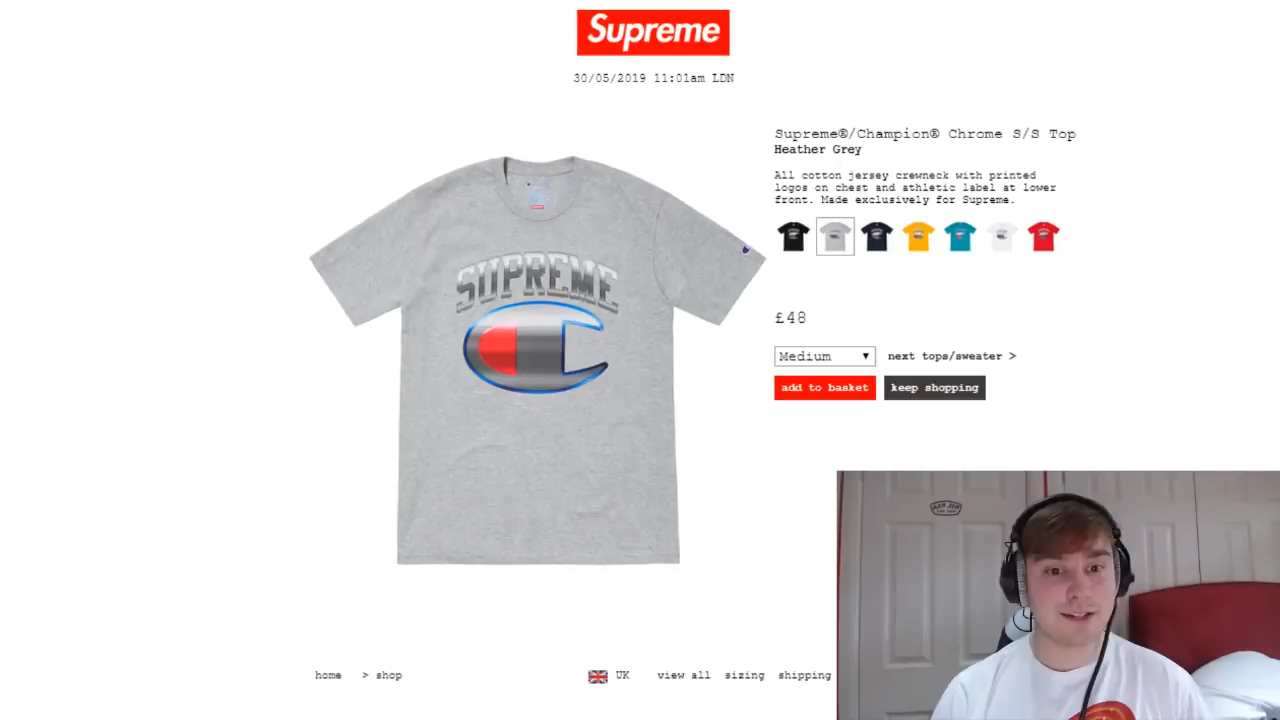 Supreme
30/05/2019 11:01am LDN
Supreme®/Champion® Chrome S/S Top
Heather Grey
All cotton jersey crewneck with printed
logos on chest and athletic label at lower
front. Made exclusively for Supreme.
SUPREME
£48
Medium ▼ next tops/sweater >
add to basket keep shopping
RON JON
home > shop
UK view all sizing shipping